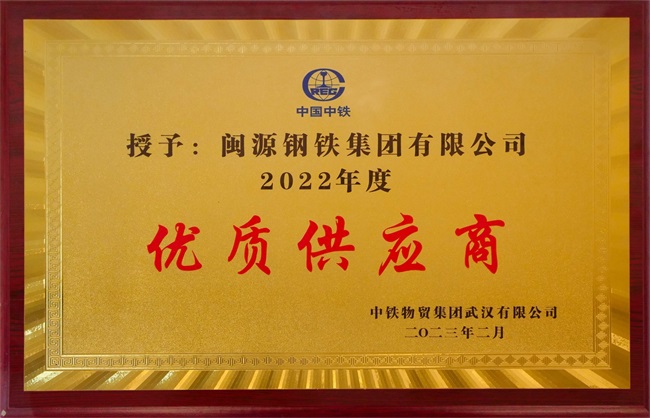 CREC
中国中铁
授予：闽源钢铁集团有限公司
2022年度
优质供应商
中铁物贸集团武汉有限公司
二〇二三年二月